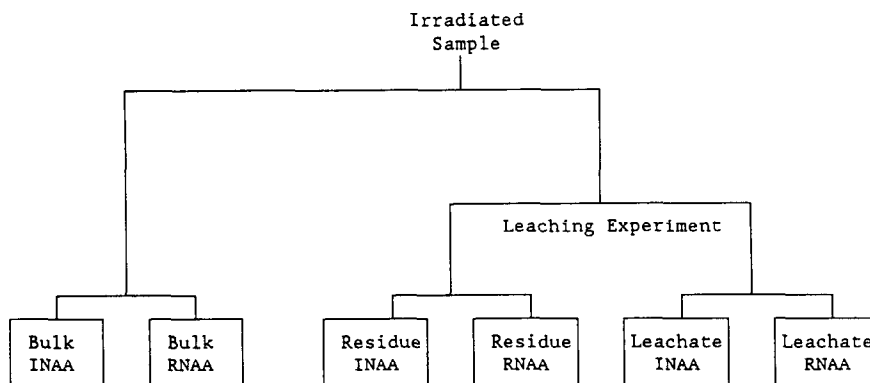 Irradiated
Sample
Leaching Experiment
Bulk
INAA
Bulk
RNAA
Residue
INAA
Residue
RNAA
Leachate
INAA
Leachate
RNAA